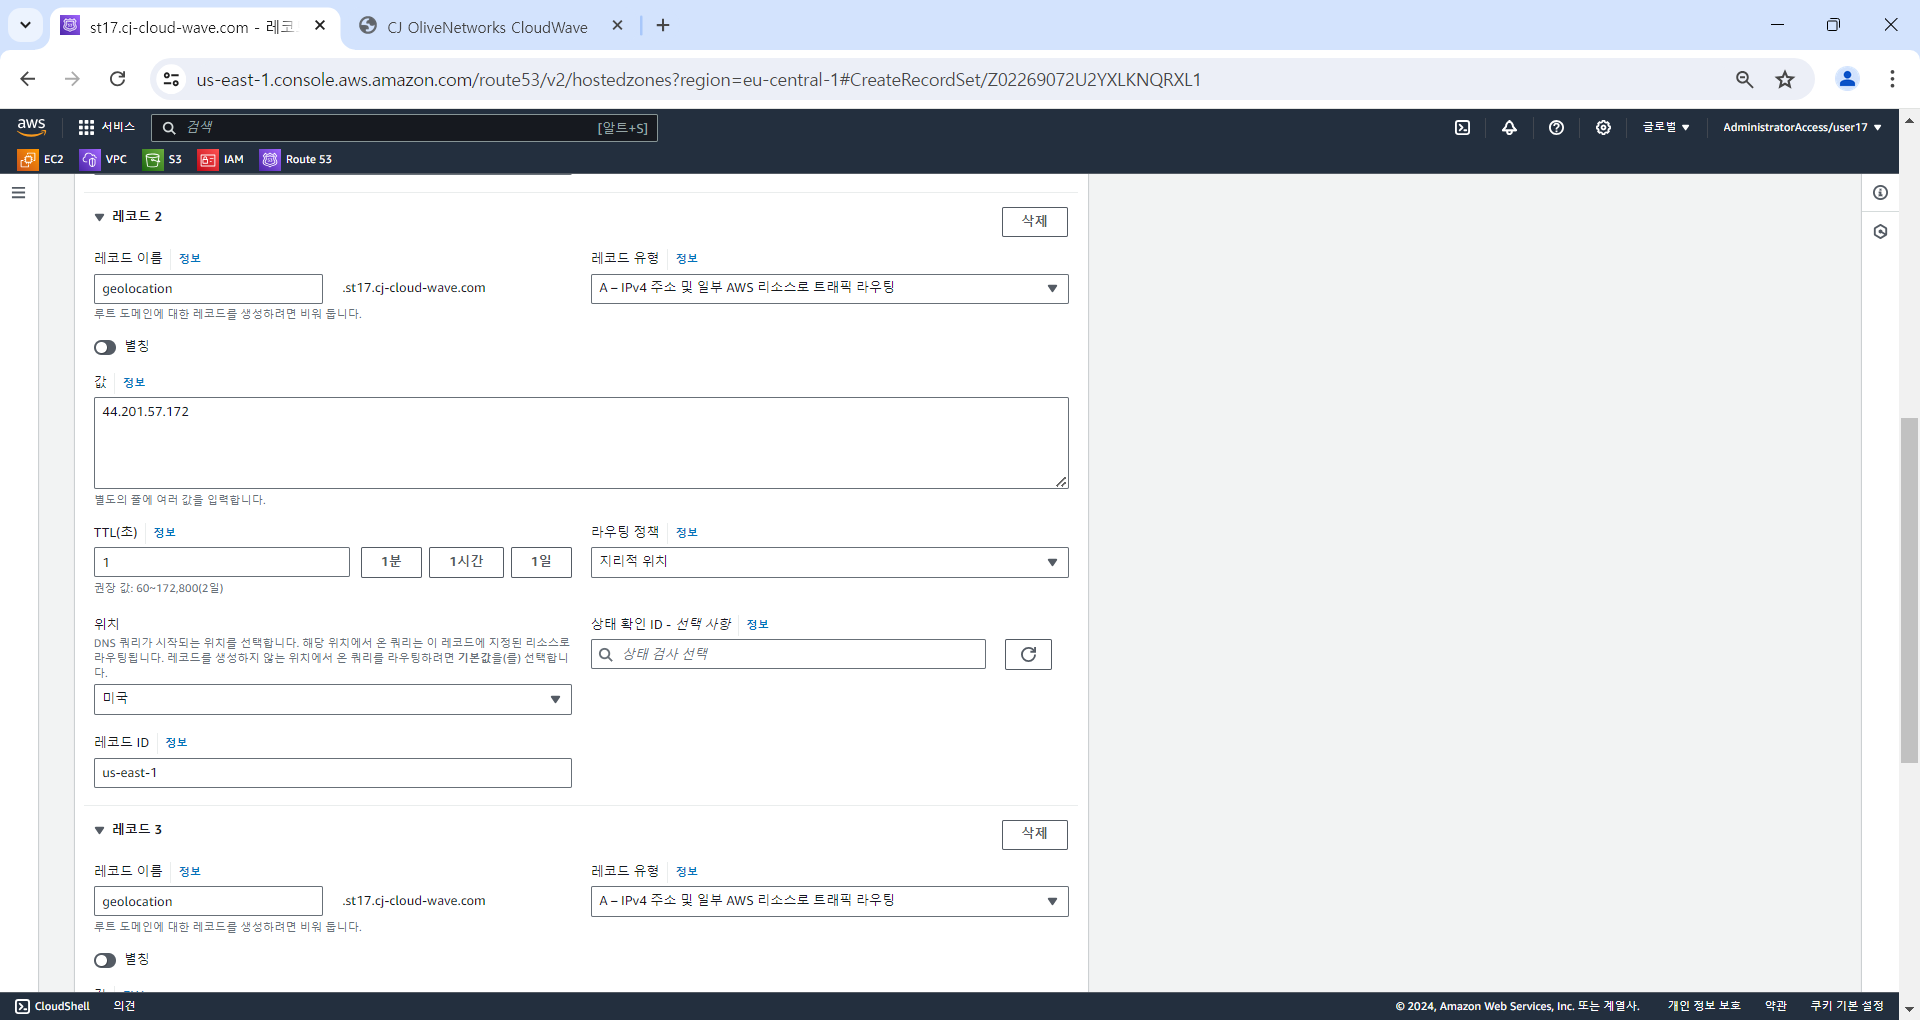 st17.cj-cloud-wave.com - 레코
CJ OliveNetworks CloudWave
us-east-1.console.aws.amazon.com/route53/v2/hostedzones?region=eu-central-1#CreateRecordSet/Z02269072U2YXLKNQRXL1
aws
서비스
검색
[알트+S]
글로벌
AdministratorAccess/user17
EC2
VPC
S3
IAM
Route 53
레코드 2
삭제
레코드 이름
정보
레코드 유형
정보
geolocation
.st17.cj-cloud-wave.com
A – IPv4 주소 및 일부 AWS 리소스로 트래픽 라우팅
루트 도메인에 대한 레코드를 생성하려면 비워 둡니다.
별칭
값
정보
44.201.57.172
별도의 줄에 여러 값을 입력합니다.
TTL(초)
정보
라우팅 정책
정보
1
1분
1시간
1일
지리적 위치
권장 값: 60~172,800(2일)
위치
상태 확인 ID - 선택 사항
정보
DNS 쿼리가 시작되는 위치를 선택합니다. 해당 위치에서 온 쿼리는 이 레코드에 지정된 리소스로
라우팅됩니다. 레코드를 생성하지 않는 위치에서 온 쿼리를 라우팅하려면 기본값을(를) 선택합니
다.
상태 검사 선택
미국
레코드 ID
정보
us-east-1
레코드 3
삭제
레코드 이름
정보
레코드 유형
정보
geolocation
.st17.cj-cloud-wave.com
A – IPv4 주소 및 일부 AWS 리소스로 트래픽 라우팅
루트 도메인에 대한 레코드를 생성하려면 비워 둡니다.
별칭
CloudShell
의견
© 2024, Amazon Web Services, Inc. 또는 계열사.
개인 정보 보호
약관
쿠키 기본 설정